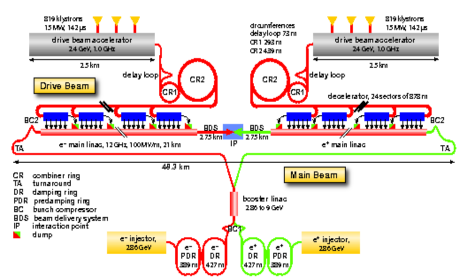 819 klystrons
15 MW, 142 µs
drive beam accelerator
2.4 GeV, 1.0 GHz
2.5 km
delay loop
CR2
CR1
Drive Beam
circumferences
delay loop 73 m
CR1 293 m
CR2 439 m
819 klystrons
15 MW, 142 µs
drive beam accelerator
2.4 GeV, 1.0 GHz
2.5 km
delay loop
CR2
CR1
decelerator, 24 sectors of 878 m
BC2
BDS
2.75 km
IP
BDS
2.75 km
BC2
TA
e- main linac, 12 GHz, 100 MV/m, 21 km
e+ main linac
TA
48.3 km
Main Beam
CR combiner ring
TA turnaround
DR damping ring
PDR predamping ring
BC bunch compressor
BDS beam delivery system
IP interaction point
dump
booster linac
2.86 to 9 GeV
BC1
e- injector,
2.86 GeV
e-
PDR
389 m
e-
DR
427 m
e+
DR
427 m
e+
PDR
389 m
e+ injector,
2.86 GeV